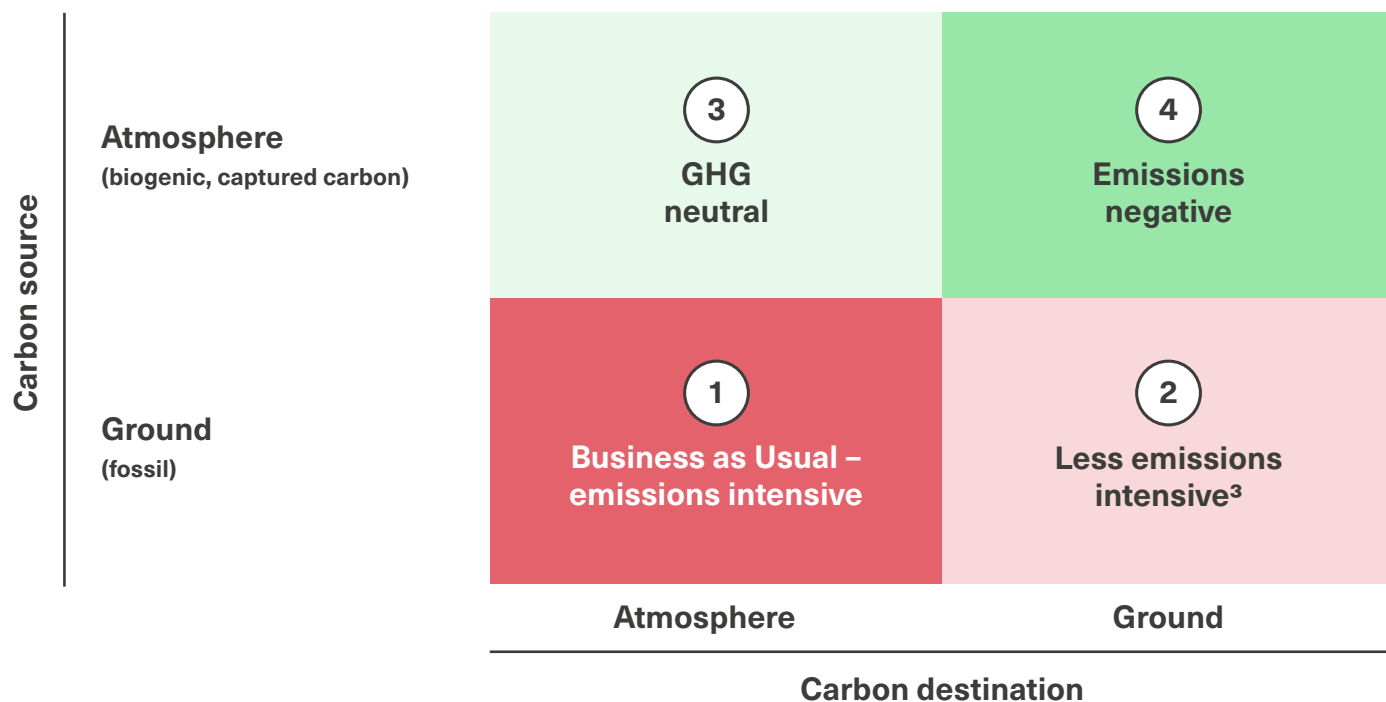 Carbon source
Atmosphere
(biogenic, captured carbon)
3
GHG
neutral
4
Emissions
negative
Ground
(fossil)
1
Business as Usual –
emissions intensive
2
Less emissions
intensive³
Atmosphere
Ground
Carbon destination